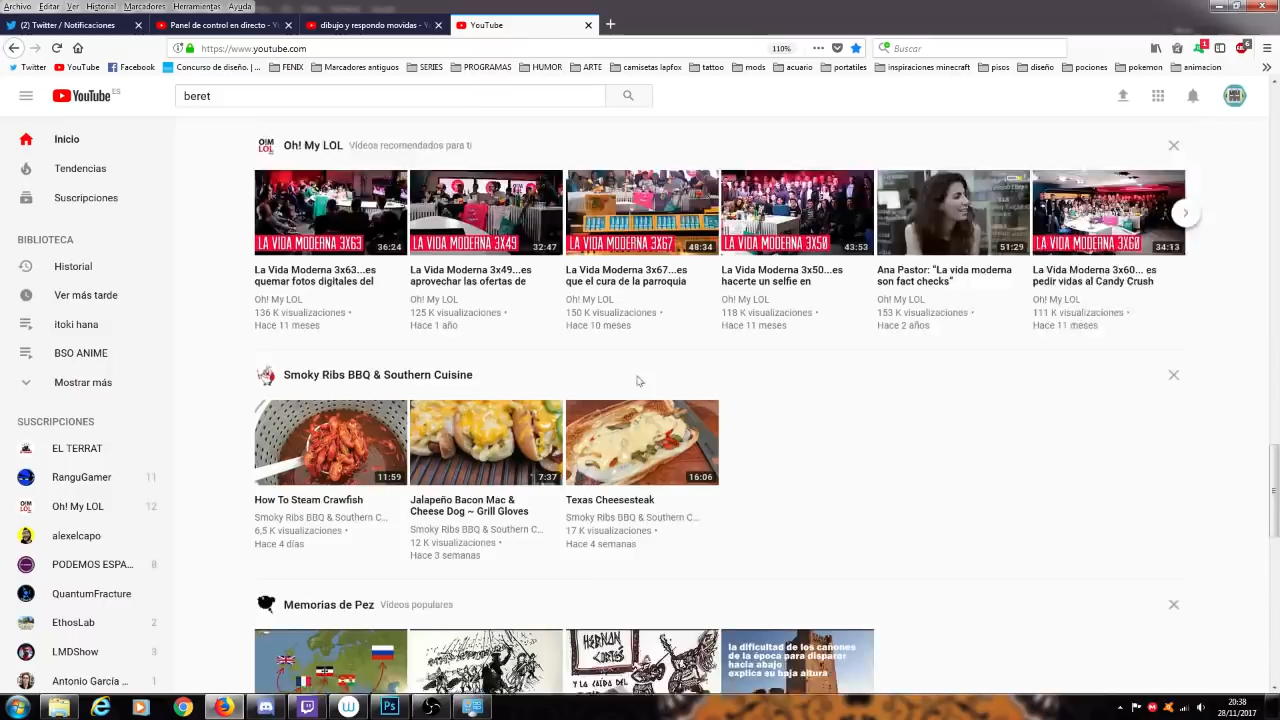 Archivo Editar Ver Historial Marcadores Herramientas Ayuda
Twitter / Notificaciones
Panel de control en directo -
dibujo y respondo movidas -
YouTube
https://www.youtube.com
110%
Buscar
1
6
Twitter YouTube Facebook Concurso de diseño. |... FENIX Marcadores antiguos SERIES PROGRAMAS HUMOR ARTE camisetas lapfox tattoo mods acuario portatiles inspiraciones minecraft pisos diseño pociones pokemon animacion
YouTube ES
beret
Inicio
Tendencias
Suscripciones
BIBLIOTECA
Historial
Ver más tarde
itoki hana
BSO ANIME
Mostrar más
SUSCRIPCIONES
EL TERRAT
RanguGamer 11
Oh! My LOL 12
alexelcapo
PODEMOS ESPA... 8
QuantumFracture
EthosLab 2
LMDShow 3
Antonio García ... 1
O!M LOL
Oh! My LOL Vídeos recomendados para ti
LA VIDA MODERNA 3X63 36:24
LA VIDA MODERNA 3X49 32:47
LA VIDA MODERNA 3X67 48:34
LA VIDA MODERNA 3X50 43:53
51:29
LA VIDA MODERNA 3X60 34:13
La Vida Moderna 3x63...es
quemar fotos digitales del
Oh! My LOL
136 K visualizaciones •
Hace 11 meses
La Vida Moderna 3x49...es
aprovechar las ofertas de
Oh! My LOL
125 K visualizaciones •
Hace 1 año
La Vida Moderna 3x67...es
que el cura de la parroquia
Oh! My LOL
150 K visualizaciones •
Hace 10 meses
La Vida Moderna 3x50...es
hacerte un selfie en
Oh! My LOL
118 K visualizaciones •
Hace 11 meses
Ana Pastor: “La vida moderna
son fact checks”
Oh! My LOL
153 K visualizaciones •
Hace 2 años
La Vida Moderna 3x60... es
pedir vidas al Candy Crush
Oh! My LOL
111 K visualizaciones •
Hace 11 meses
Smoky Ribs BBQ & Southern Cuisine
11:59
7:37
16:06
How To Steam Crawfish
Smoky Ribs BBQ & Southern C...
6,5 K visualizaciones •
Hace 4 días
Jalapeño Bacon Mac &
Cheese Dog ~ Grill Gloves
Smoky Ribs BBQ & Southern C...
12 K visualizaciones •
Hace 3 semanas
Texas Cheesesteak
Smoky Ribs BBQ & Southern C...
17 K visualizaciones •
Hace 4 semanas
Memorias de Pez Vídeos populares
HERNAN
CORTES
Y LA CAÍDA DEL
la dificultad de los cañones
de la época para disparar
hacia abajo
explica su baja altura
Ps
20:38
28/11/2017